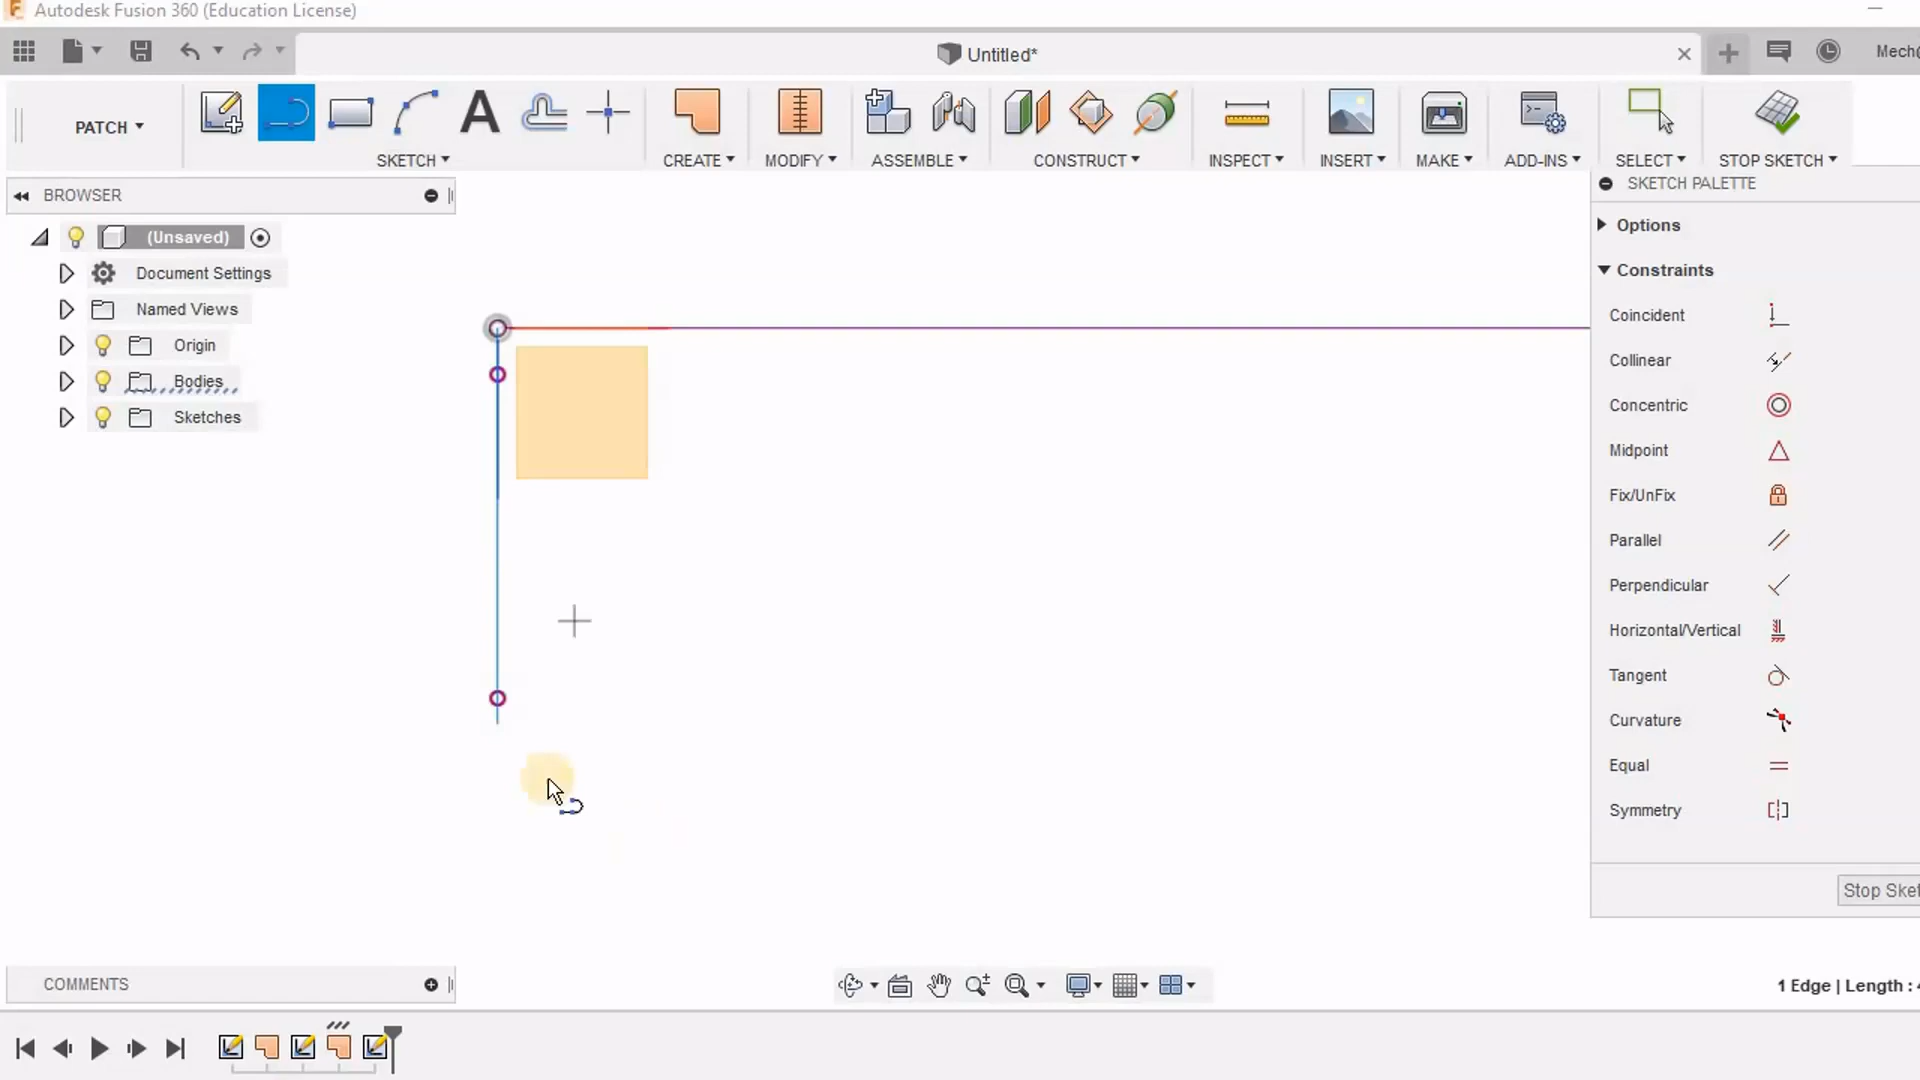 Autodesk Fusion 360 (Education License)
Untitled*
Mech
PATCH
SKETCH
CREATE
MODIFY
ASSEMBLE
CONSTRUCT
INSPECT
INSERT
MAKE
ADD-INS
SELECT
STOP SKETCH
BROWSER
(Unsaved)
Document Settings
Named Views
Origin
Bodies
Sketches
SKETCH PALETTE
Options
Constraints
Coincident
Collinear
Concentric
Midpoint
Fix/UnFix
Parallel
Perpendicular
Horizontal/Vertical
Tangent
Curvature
Equal
Symmetry
Stop Sket
COMMENTS
1 Edge | Length :